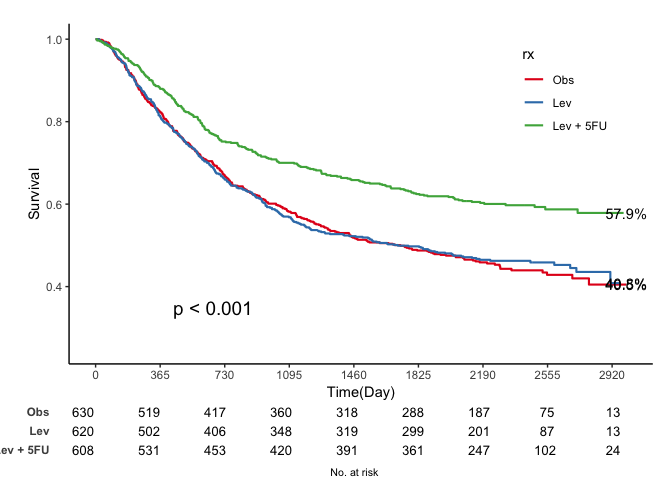 1.0
0.8
0.6
0.4
Survival
rx
Obs
Lev
Lev + 5FU
57.9%
p < 0.001
0 365 730 1095 1460 1825 2190 2555 2920
Time(Day)
Obs 630 519 417 360 318 288 187 75 13
Lev 620 502 406 348 319 299 201 87 13
ev + 5FU 608 531 453 420 391 361 247 102 24
No. at risk